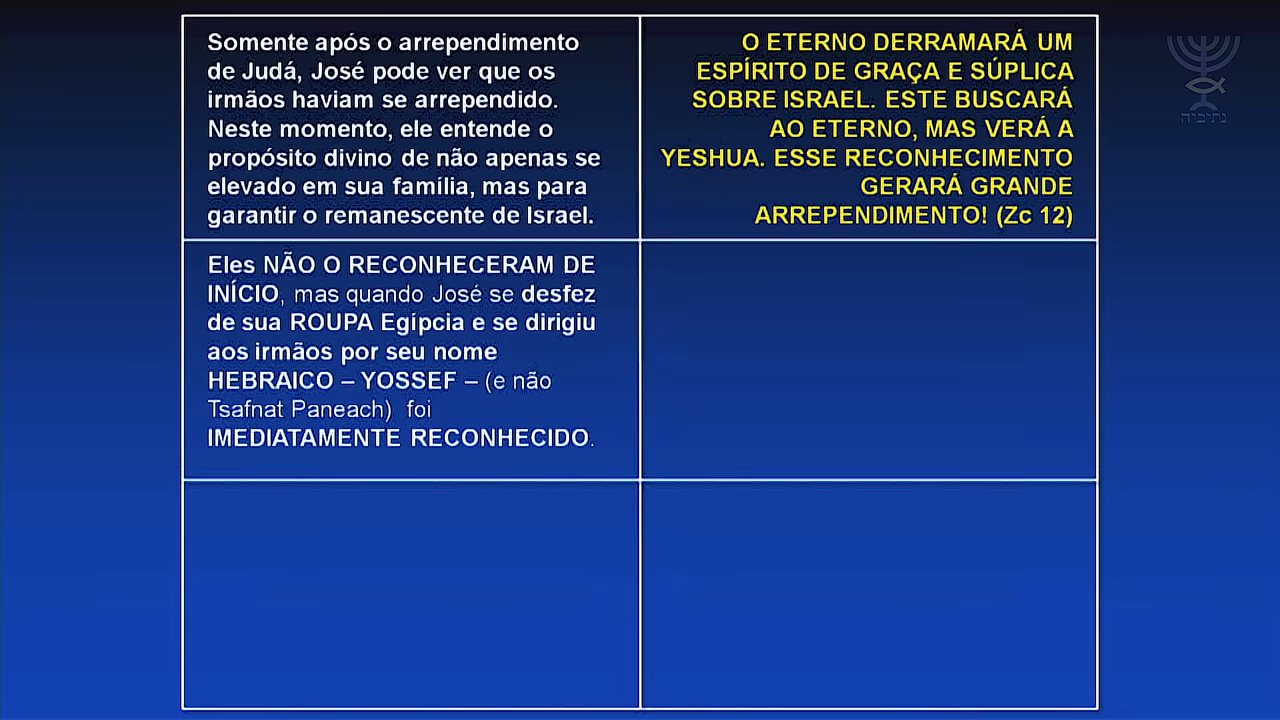 Somente após o arrependimento
de Judá, José pode ver que os
irmãos haviam se arrependido.
Neste momento, ele entende o
propósito divino de não apenas se
elevado em sua família, mas para
garantir o remanescente de Israel.
O ETERNO DERRAMARÁ UM
ESPÍRITO DE GRAÇA E SÚPLICA
SOBRE ISRAEL. ESTE BUSCARÁ
AO ETERNO, MAS VERÁ A
YESHUA. ESSE RECONHECIMENTO
GERARÁ GRANDE
ARREPENDIMENTO! (Zc 12)
Eles NÃO O RECONHECERAM DE
INÍCIO, mas quando José se desfez
de sua ROUPA Egípcia e se dirigiu
aos irmãos por seu nome
HEBRAICO – YOSSEF – (e não
Tsafnat Paneach) foi
IMEDIATAMENTE RECONHECIDO.
נתיביה